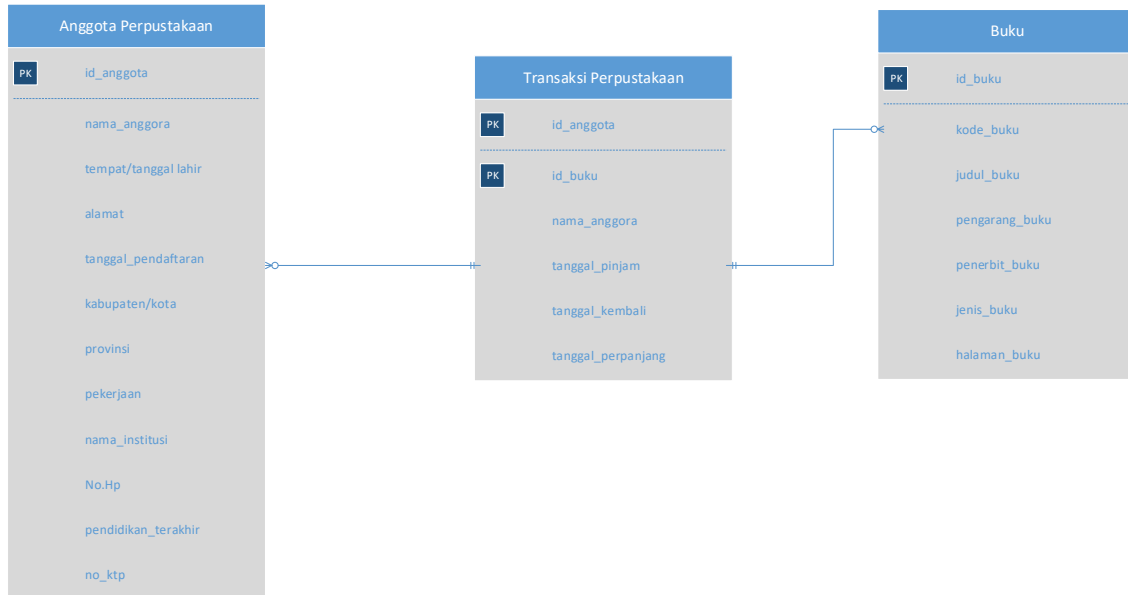 Anggota Perpustakaan
PK id_anggota
nama_anggora
tempat/tanggal lahir
alamat
tanggal_pendaftaran
kabupaten/kota
provinsi
pekerjaan
nama_institusi
No.Hp
pendidikan_terakhir
no_ktp
Transaksi Perpustakaan
PK id_anggota
PK id_buku
nama_anggora
tanggal_pinjam
tanggal_kembali
tanggal_perpanjang
Buku
PK id_buku
kode_buku
judul_buku
pengarang_buku
penerbit_buku
jenis_buku
halaman_buku